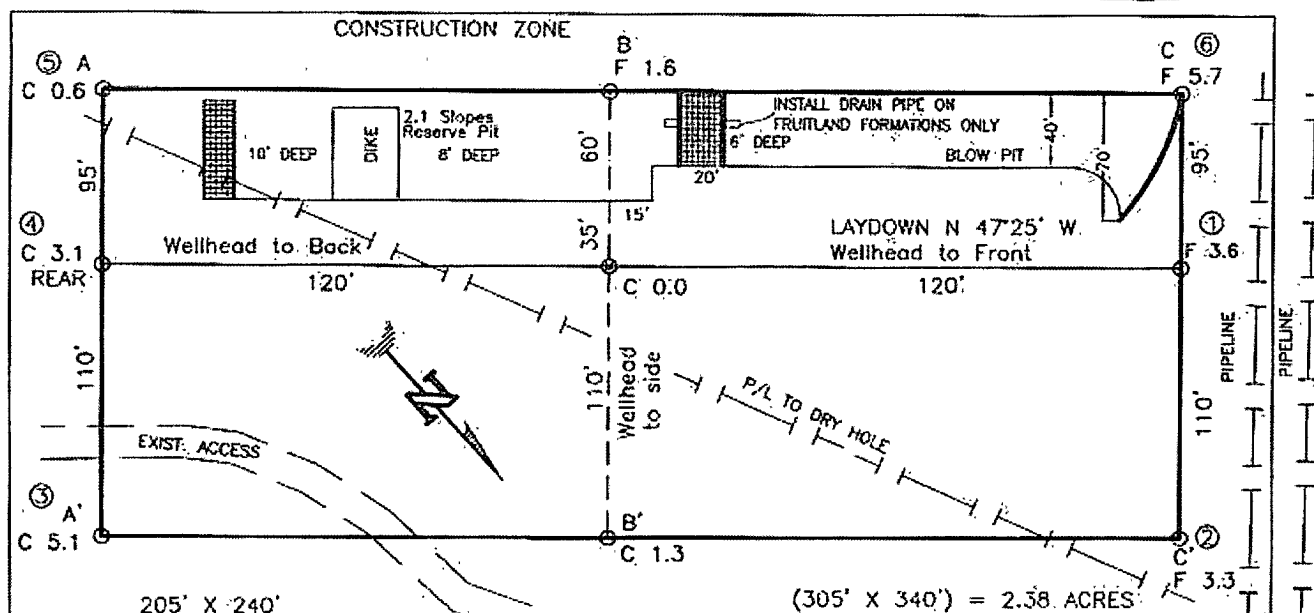 CONSTRUCTION ZONE
⑤ A
C 0.6
B
F 1.6
C ⑥
F 5.7
2.1 Slopes
Reserve Pit
10' DEEP
DIKE
8' DEEP
60'
INSTALL DRAIN PIPE ON
FRUITLAND FORMATIONS ONLY
6' DEEP
BLOW PIT
40'
70'
95'
95'
20'
15'
35'
④
C 3.1
REAR
Wellhead to Back
120'
C 0.0
LAYDOWN N 47°25' W
Wellhead to Front
120'
①
F 3.6
110'
N
110'
Wellhead
to side
P/L TO DRY HOLE
110'
PIPELINE
PIPELINE
EXIST. ACCESS
③
A'
C 5.1
B'
C 1.3
②
C'
F 3.3
205' X 240'
(305' X 340') = 2.38 ACRES